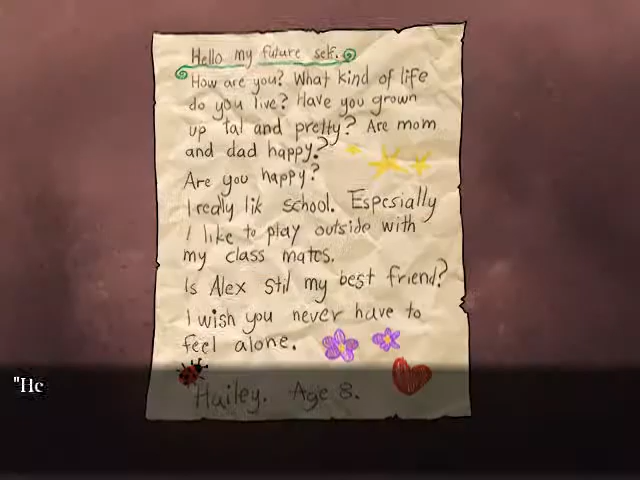 Hello my future self.
How are you? What kind of life
do you live? Have you grown
up tal and pretty? Are mom
and dad happy?
Are you happy?
I really lik school. Espesially
I like to play outside with
my class mates.
Is Alex stil my best friend?
I wish you never have to
feel alone.
Hailey. Age 8.
"He